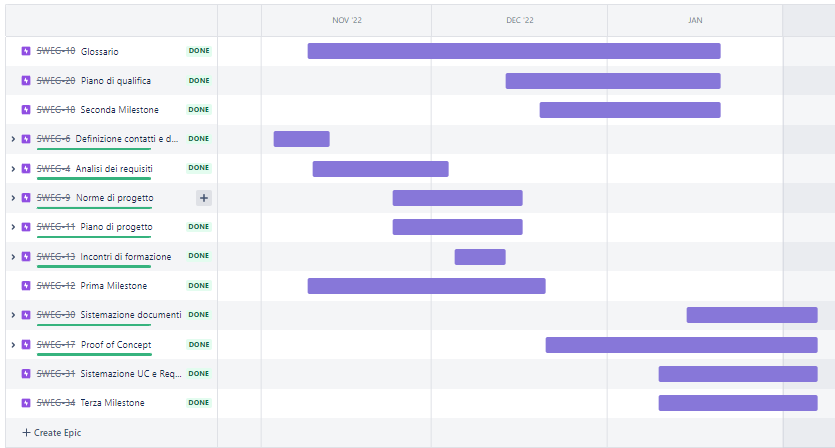 NOV '22 DEC '22 JAN
SWEG-10 Glossario DONE
SWEG-20 Piano di qualifica DONE
SWEG-18 Seconda Milestone DONE
SWEG-6 Definizione contatti e d... DONE
SWEG-4 Analisi dei requisiti DONE
SWEG-9 Norme di progetto
SWEG-11 Piano di progetto DONE
SWEG-13 Incontri di formazione DONE
SWEG-12 Prima Milestone DONE
SWEG-30 Sistemazione documenti DONE
SWEG-17 Proof of Concept DONE
SWEG-31 Sistemazione UC e Req... DONE
SWEG-34 Terza Milestone DONE
+ Create Epic